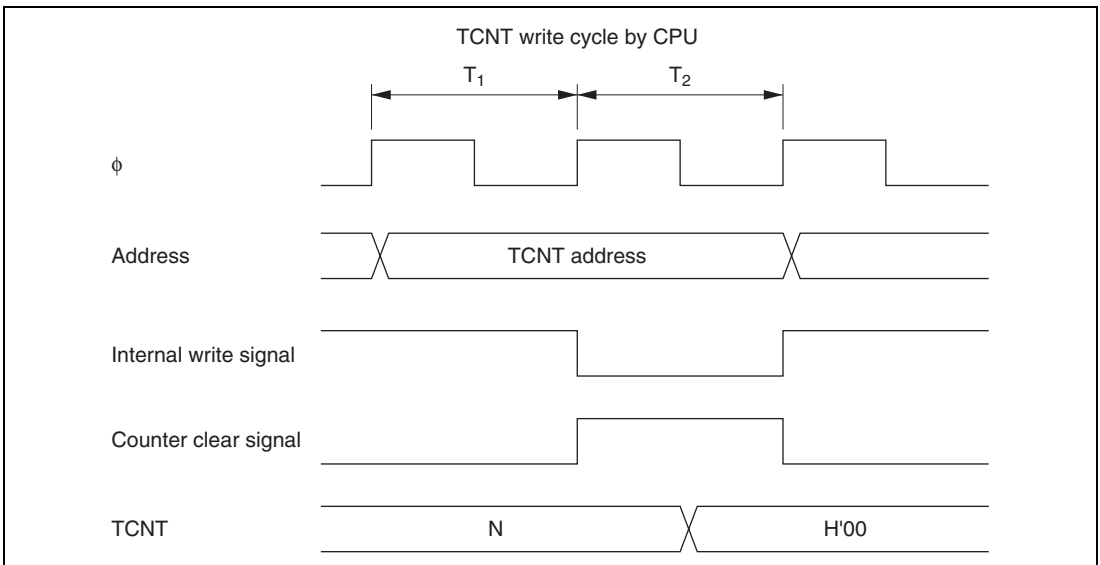 TCNT write cycle by CPU
T1 T2
φ
Address TCNT address
Internal write signal
Counter clear signal
TCNT N H'00